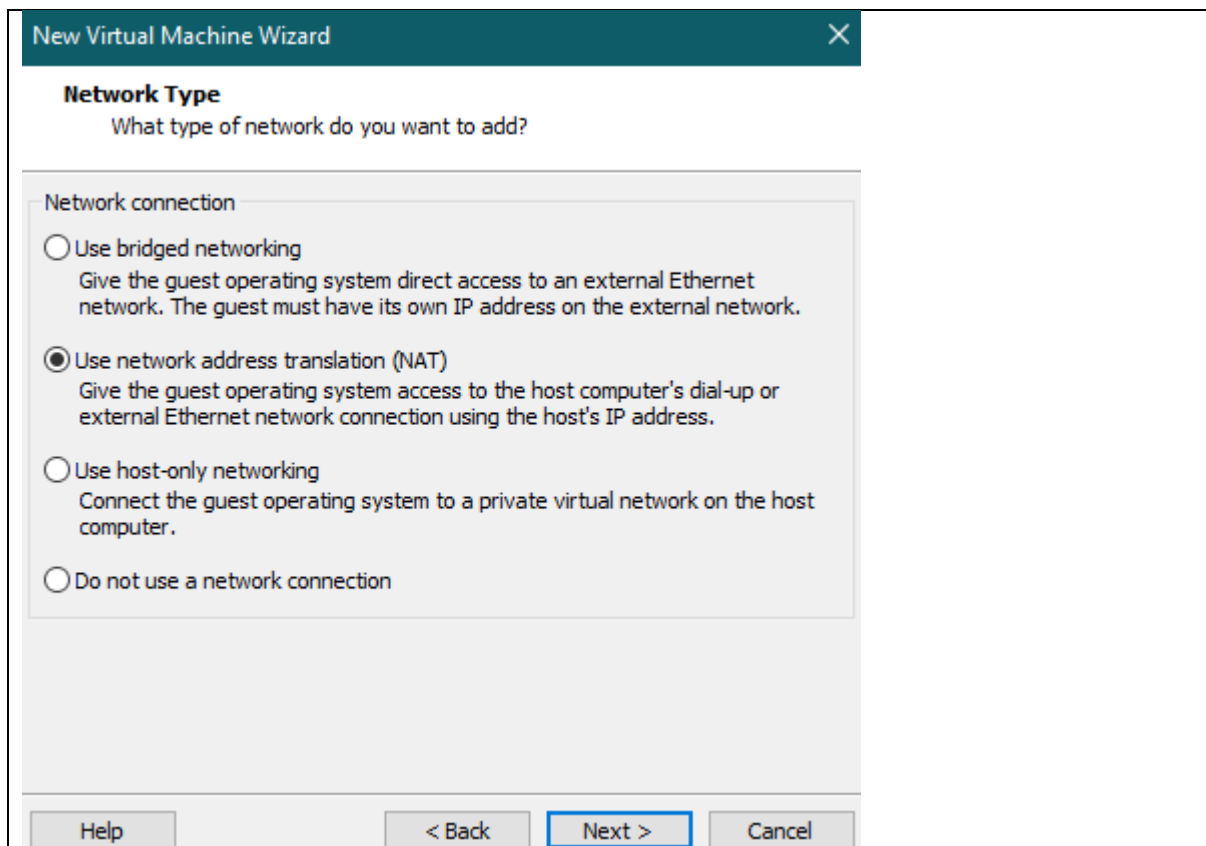 New Virtual Machine Wizard
Network Type
What type of network do you want to add?
Network connection
Use bridged networking
Give the guest operating system direct access to an external Ethernet
network. The guest must have its own IP address on the external network.
Use network address translation (NAT)
Give the guest operating system access to the host computer's dial-up or
external Ethernet network connection using the host's IP address.
Use host-only networking
Connect the guest operating system to a private virtual network on the host
computer.
Do not use a network connection
Help < Back Next > Cancel